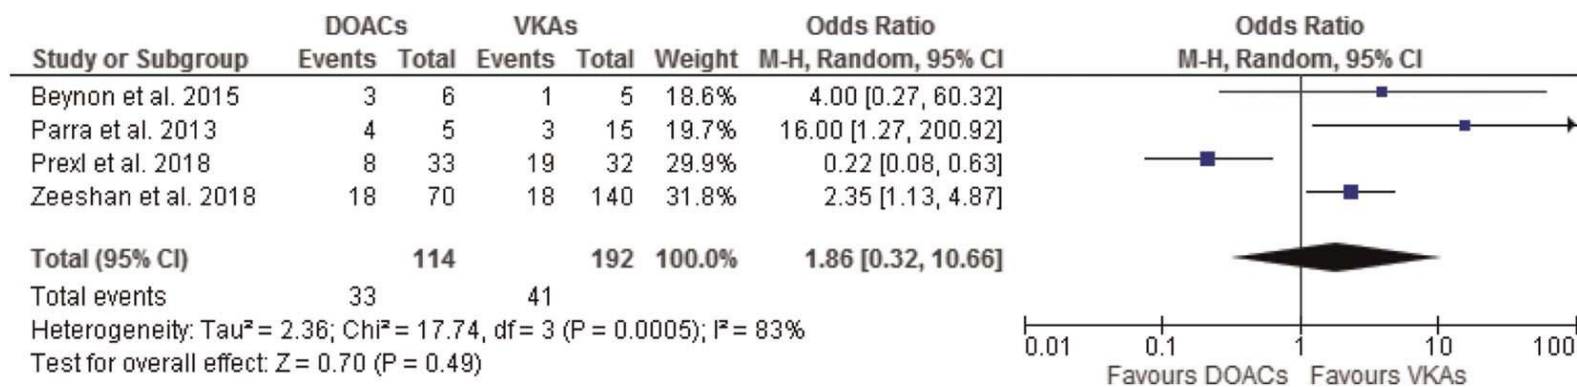 DOACs VKAs Odds Ratio Odds Ratio
Study or Subgroup Events Total Events Total Weight M-H, Random, 95% CI M-H, Random, 95% CI
Beynon et al. 2015 3 6 1 5 18.6% 4.00 [0.27, 60.32]
Parra et al. 2013 4 5 3 15 19.7% 16.00 [1.27, 200.92]
Prexl et al. 2018 8 33 19 32 29.9% 0.22 [0.08, 0.63]
Zeeshan et al. 2018 18 70 18 140 31.8% 2.35 [1.13, 4.87]
Total (95% CI) 114 192 100.0% 1.86 [0.32, 10.66]
Total events 33 41
Heterogeneity: Tau² = 2.36; Chi² = 17.74, df = 3 (P = 0.0005); I² = 83%
Test for overall effect: Z = 0.70 (P = 0.49)
0.01 0.1 1 10 100
Favours DOACs Favours VKAs